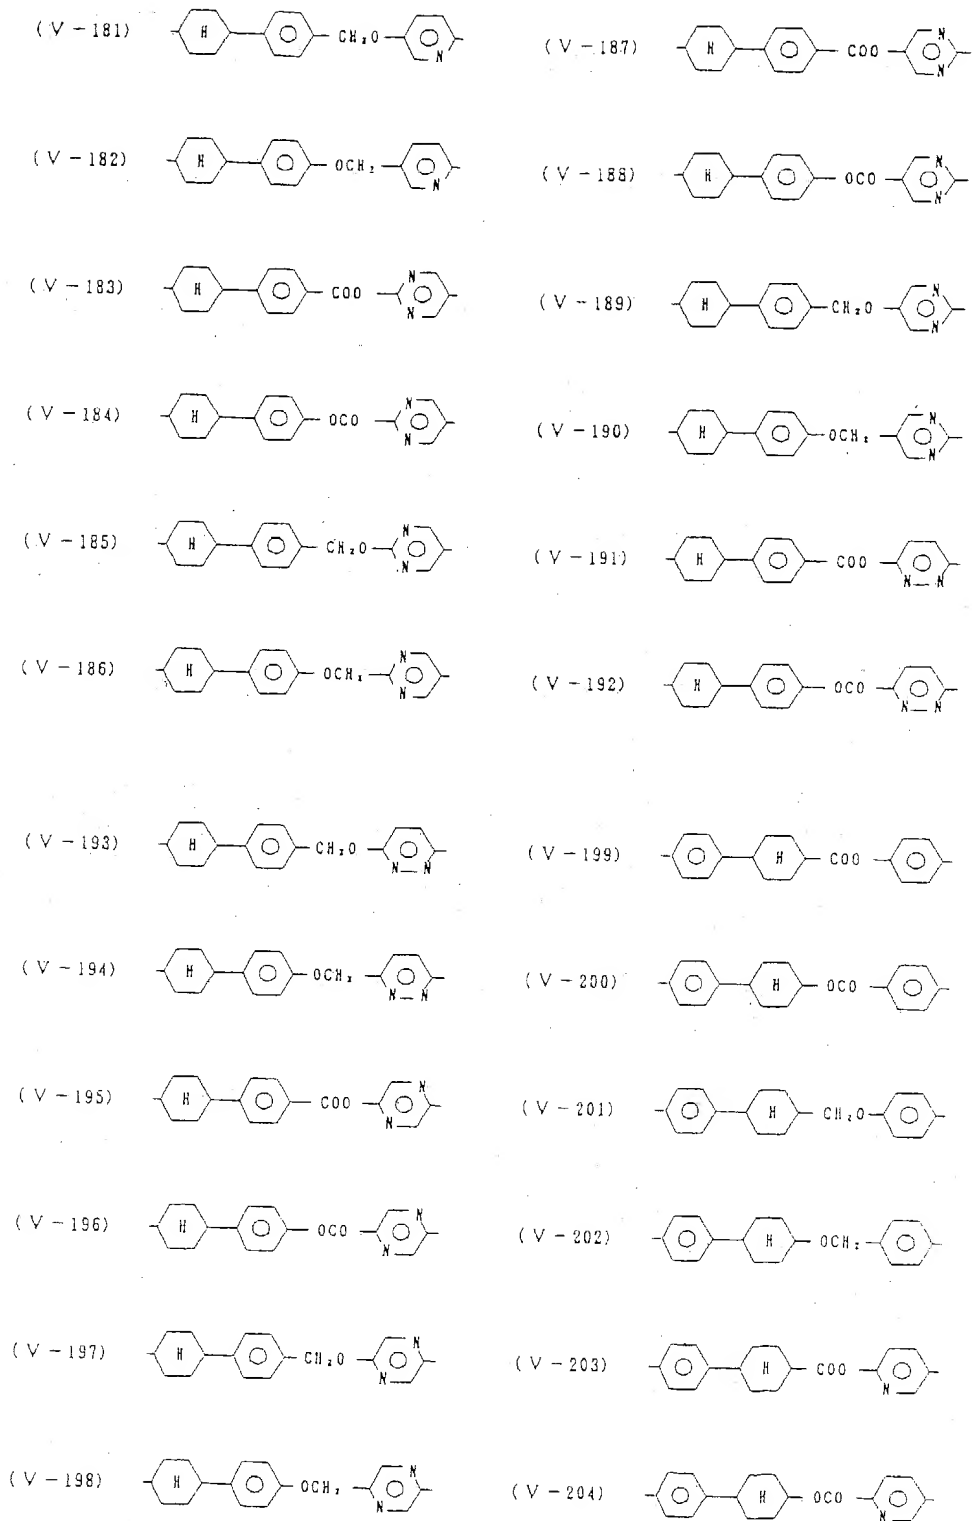 (V-181) H CH₂O N
(V-182) H OCH₂ N
(V-183) H COO N N
(V-184) H OCO N N
(V-185) H CH₂O N N
(V-186) H OCH₂ N N
(V-187) H COO N N
(V-188) H OCO N N
(V-189) H CH₂O N N
(V-190) H OCH₂ N N
(V-191) H COO N N
(V-192) H OCO N N
(V-193) H CH₂O N N
(V-194) H OCH₂ N N
(V-195) H COO N N
(V-196) H OCO N N
(V-197) H CH₂O N N
(V-198) H OCH₂ N N
(V-199) H COO
(V-200) H OCO
(V-201) H CH₂O
(V-202) H OCH₂
(V-203) H COO N
(V-204) H OCO N